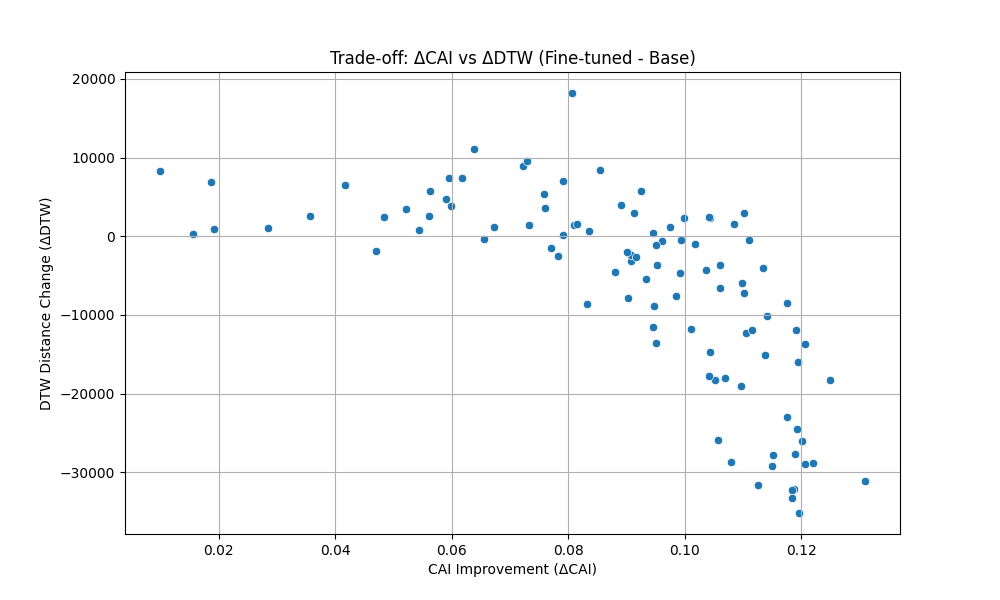 Trade-off: ΔCAI vs ΔDTW (Fine-tuned - Base)
20000
10000
0
−10000
−20000
−30000
DTW Distance Change (ΔDTW)
0.02 0.04 0.06 0.08 0.10 0.12
CAI Improvement (ΔCAI)